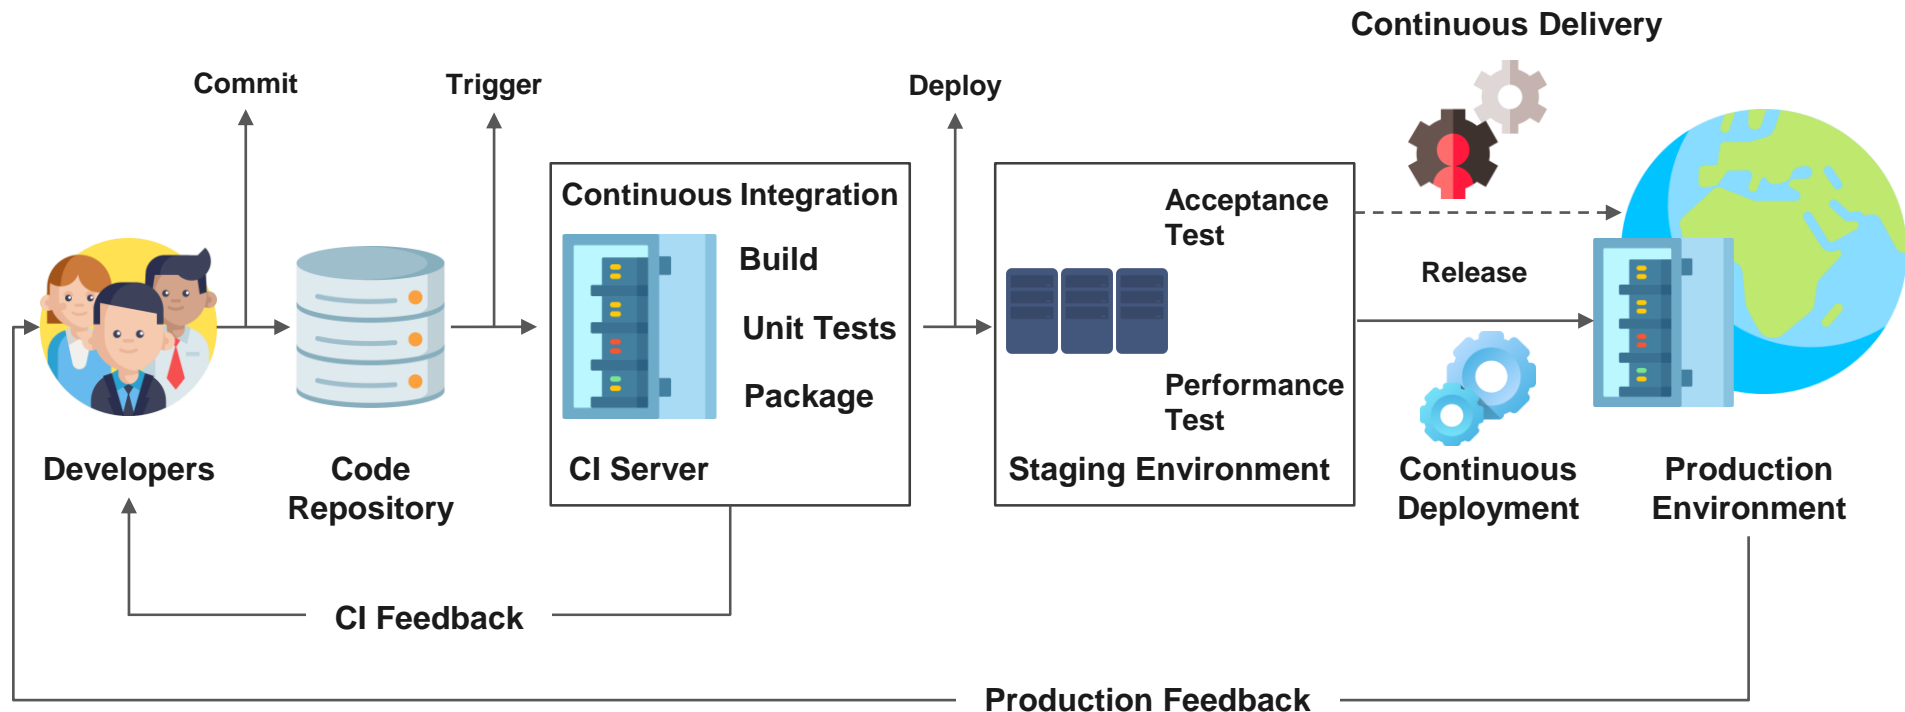 Continuous Delivery
Commit
Trigger
Deploy
Continuous Integration
Build
Unit Tests
Package
CI Server
Acceptance
Test
Performance
Test
Staging Environment
Release
Developers
Code
Repository
Continuous
Deployment
Production
Environment
CI Feedback
Production Feedback